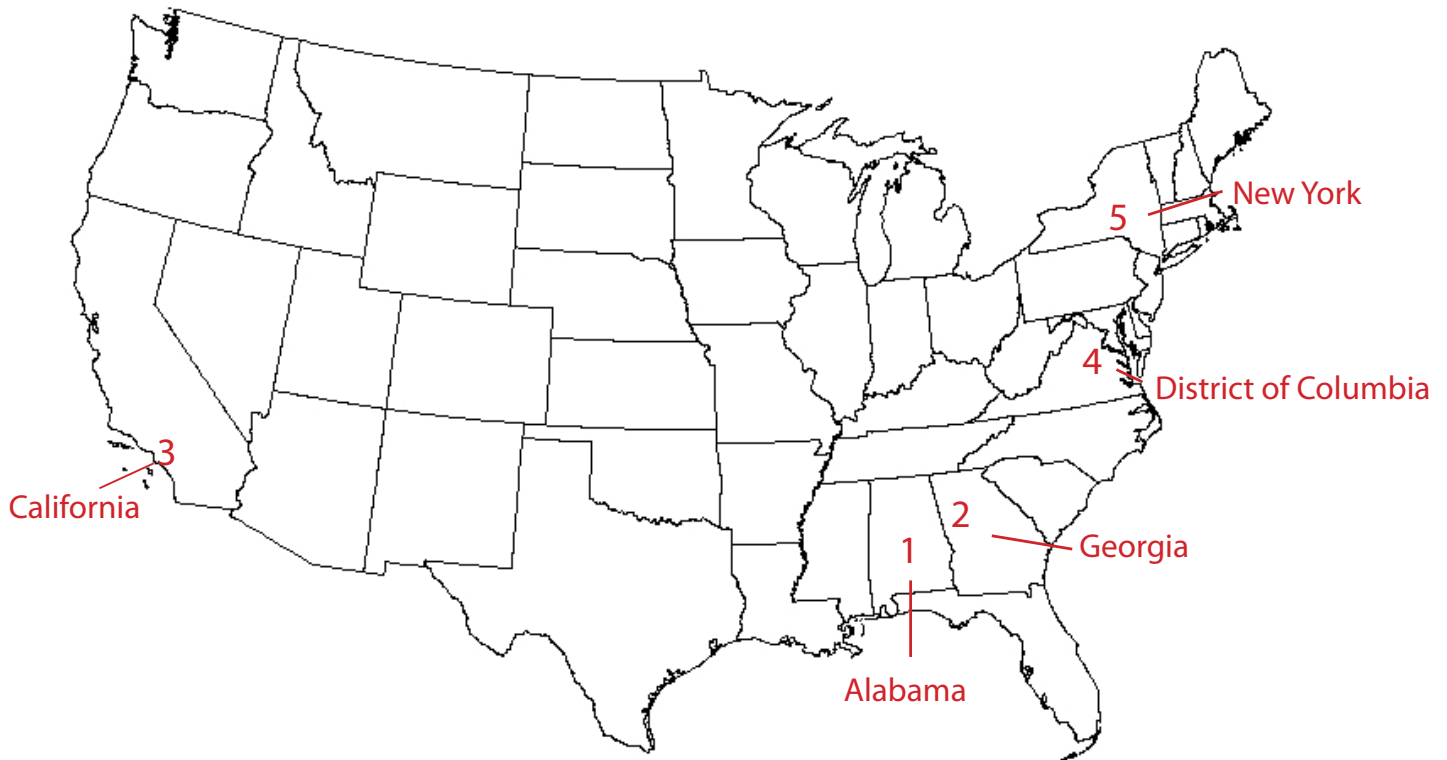 5
New York
4
District of Columbia
3
California
2
Georgia
1
Alabama